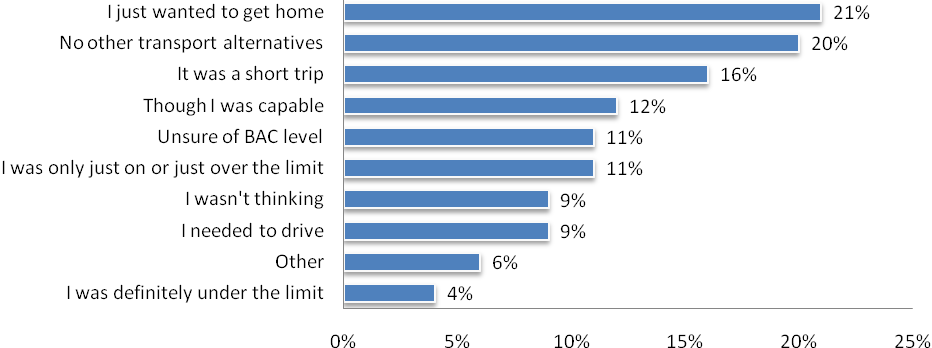 I just wanted to get home 21%
No other transport alternatives 20%
It was a short trip 16%
Though I was capable 12%
Unsure of BAC level 11%
I was only just on or just over the limit 11%
I wasn't thinking 9%
I needed to drive 9%
Other 6%
I was definitely under the limit 4%
0% 5% 10% 15% 20% 25%